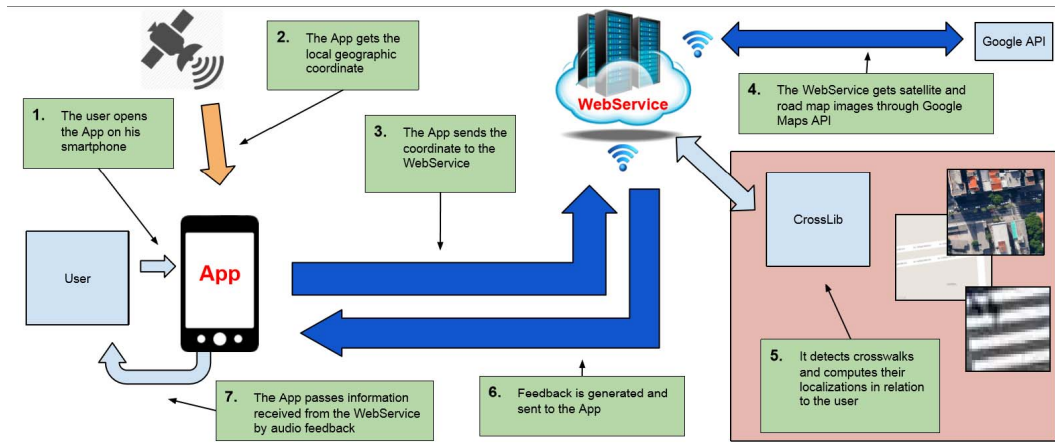 1. The user opens
the App on his
smartphone
2. The App gets the
local geographic
coordinate
3. The App sends the
coordinate to the
WebService
WebService
Google API
4. The WebService gets satellite and
road map images through Google
Maps API
User
App
CrossLib
5. It detects crosswalks
and computes their
localizations in relation
to the user
6. Feedback is generated and
sent to the App
7. The App passes information
received from the WebService
by audio feedback